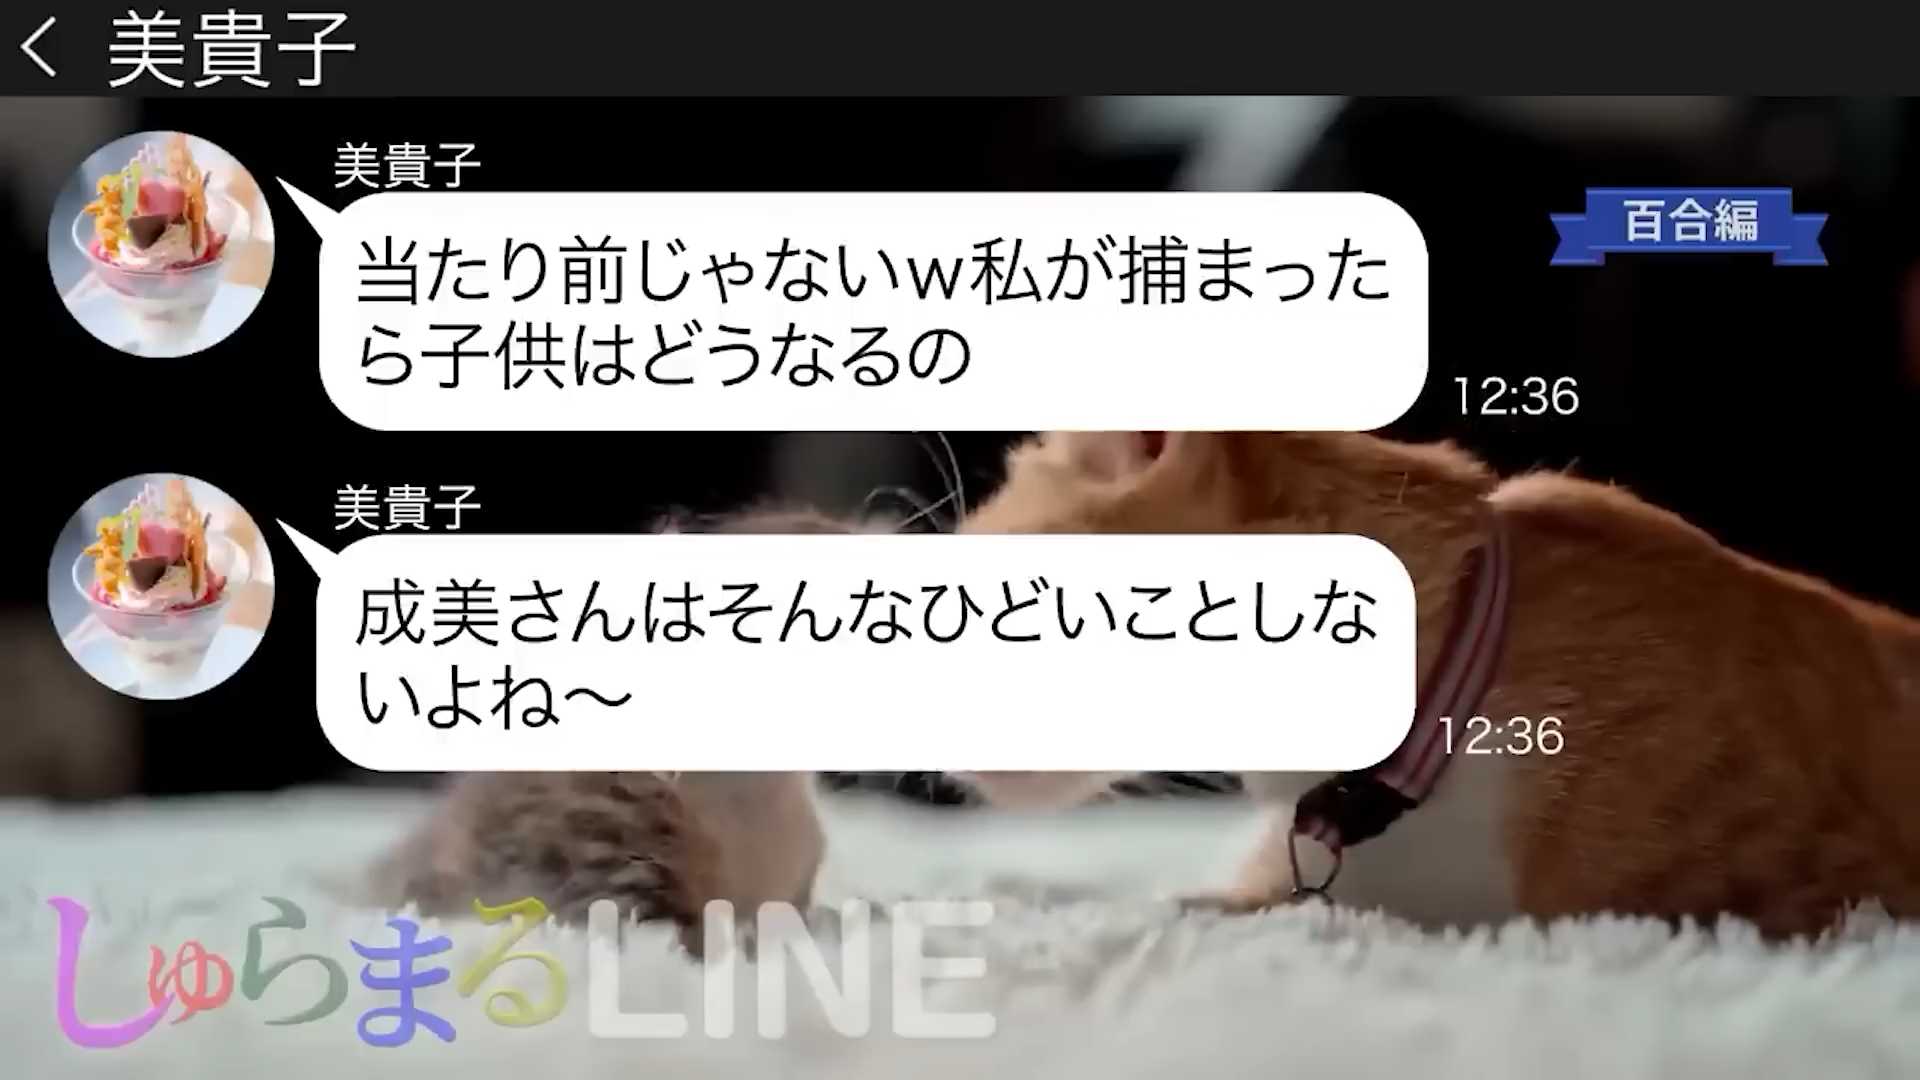 美貴子
美貴子
当たり前じゃないw私が捕まった
ら子供はどうなるの
12:36
百合編
美貴子
成美さんはそんなひどいことしな
いよね〜
12:36
しゅらまるLINE